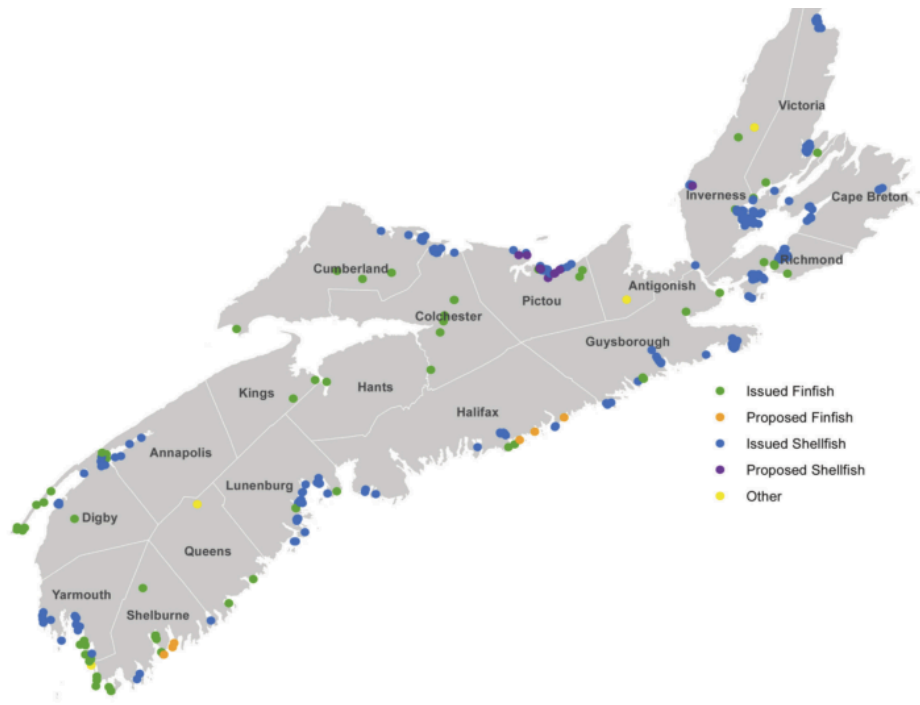 Victoria
Inverness
Cape Breton
Richmond
Cumberland
Antigonish
Pictou
Colchester
Guysborough
Kings
Hants
Halifax
Annapolis
Lunenburg
Digby
Queens
Yarmouth
Shelburne
Issued Finfish
Proposed Finfish
Issued Shellfish
Proposed Shellfish
Other